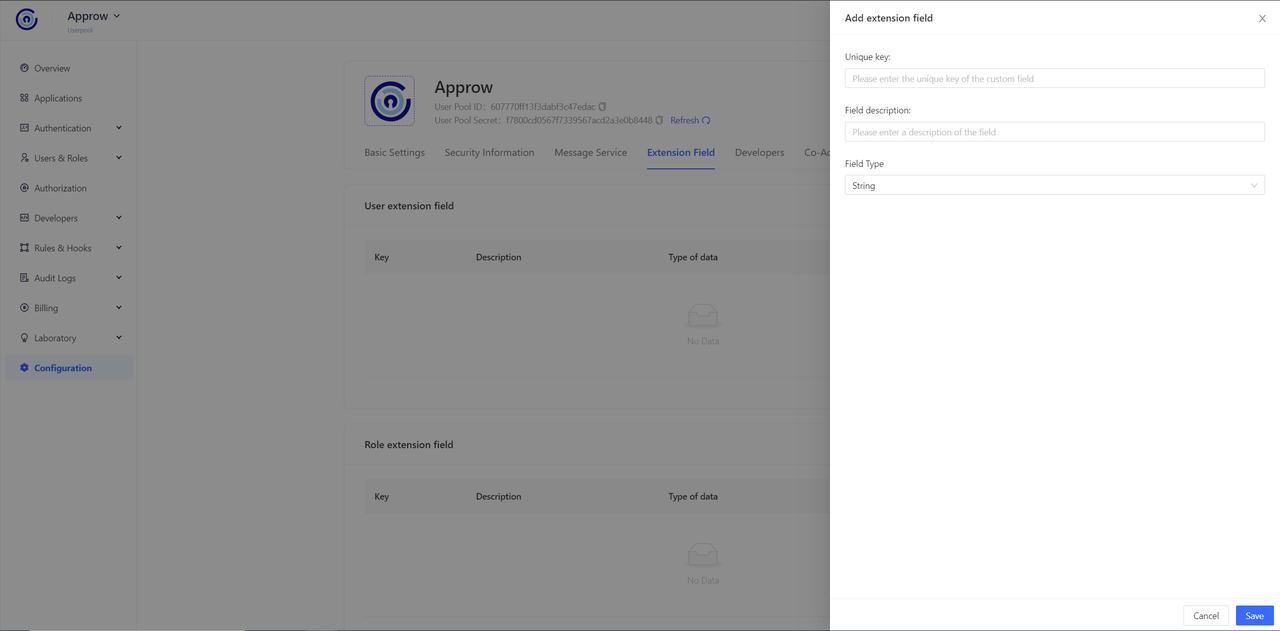 Approw
Userpool
Overview
Applications
Authentication
Users & Roles
Authorization
Developers
Rules & Hooks
Audit Logs
Billing
Laboratory
Configuration
Approw
User Pool ID: 607770ff13f3dabf3c47edac
User Pool Secret: f7800cd0567f7339567acd2a3e0b8448 Refresh
Basic Settings Security Information Message Service Extension Field Developers Co-Ad
User extension field
Key Description Type of data
No Data
Role extension field
Key Description Type of data
No Data
Add extension field
Unique key:
Please enter the unique key of the custom field
Field description:
Please enter a description of the field
Field Type
String
Cancel Save